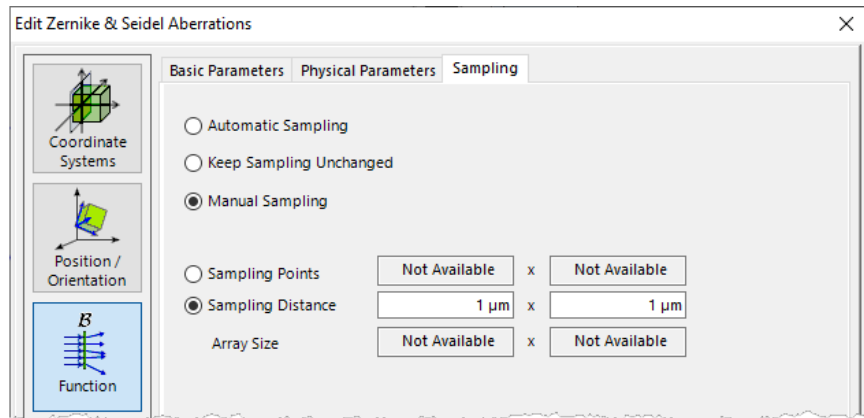 Edit Zernike & Seidel Aberrations
Basic Parameters Physical Parameters Sampling
Coordinate
Systems
Automatic Sampling
Keep Sampling Unchanged
Manual Sampling
Position /
Orientation
Sampling Points Not Available x Not Available
Sampling Distance 1 µm x 1 µm
Array Size Not Available x Not Available
B
Function